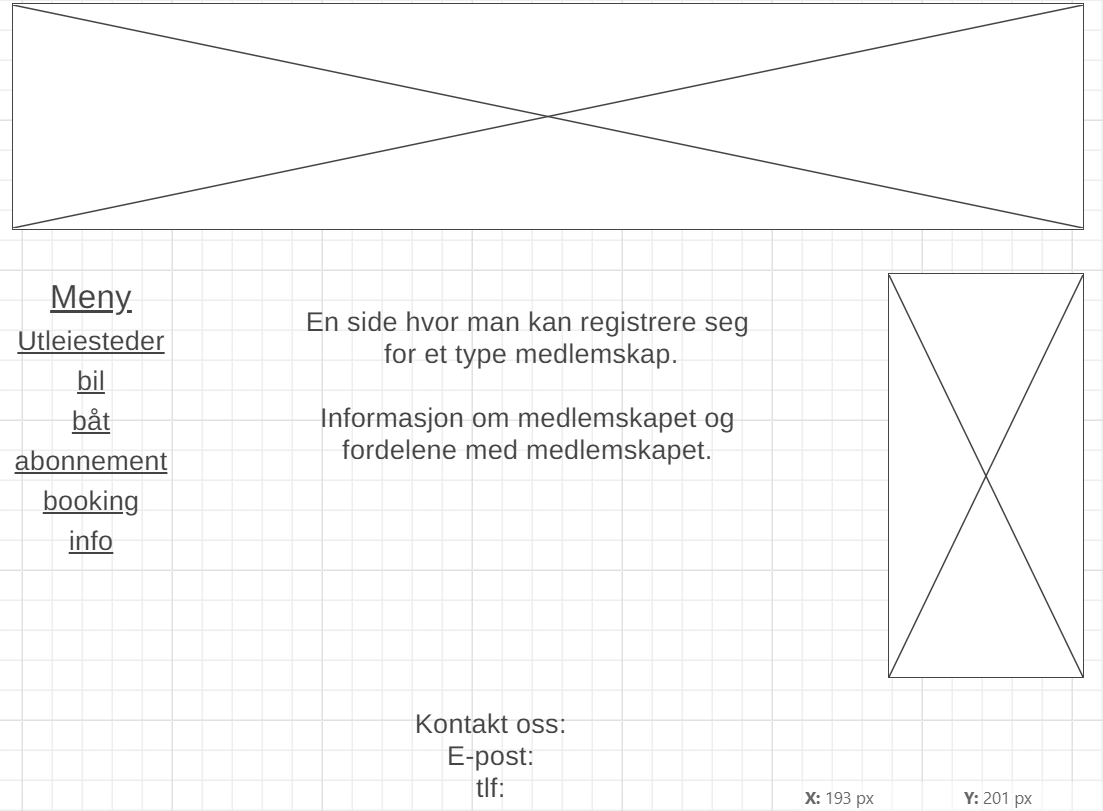 Meny
Utleiesteder
bil
båt
abonnement
booking
info
En side hvor man kan registrere seg
for et type medlemskap.
Informasjon om medlemskapet og
fordelene med medlemskapet.
Kontakt oss:
E-post:
tlf:
X: 193 px Y: 201 px